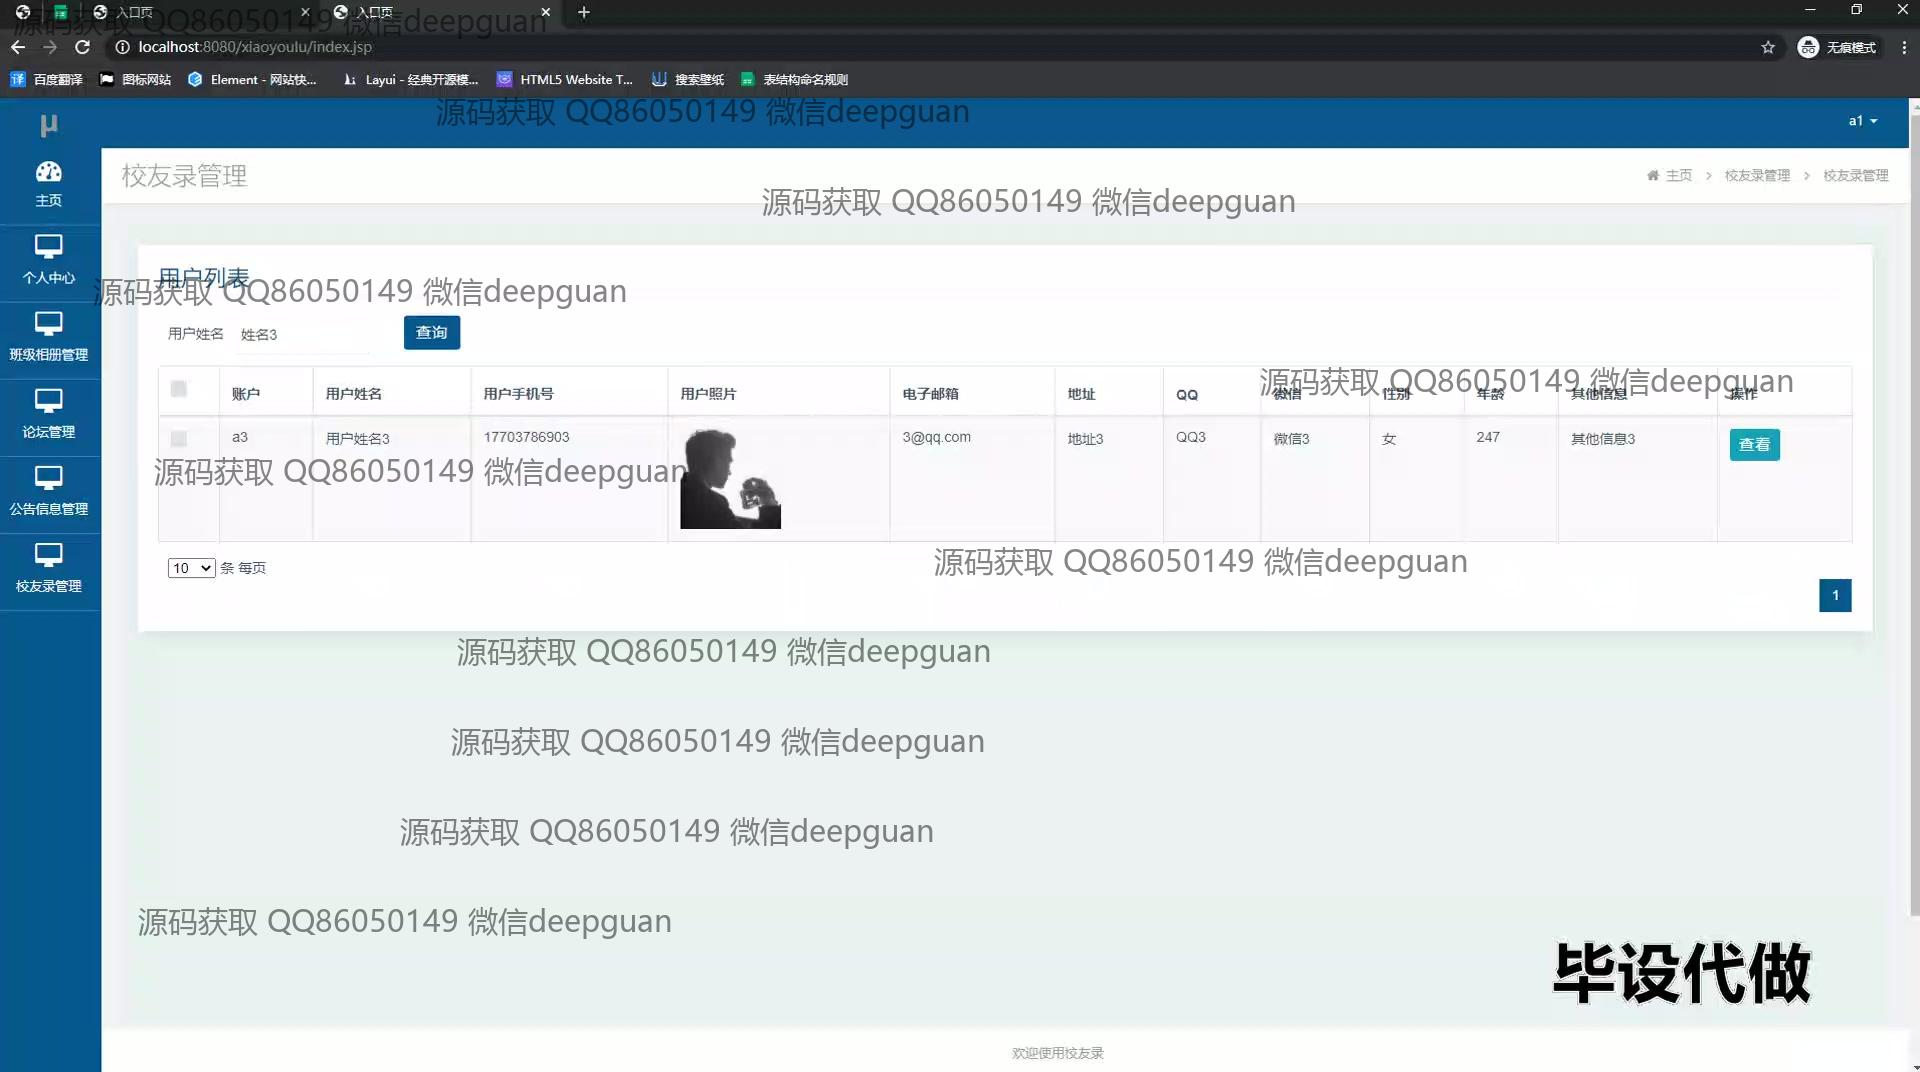 入口页
入口页
源码获取 QQ86050149 微信deepguan
localhost:8080/xiaoyoulu/index.jsp
无痕模式
百度翻译 图标网站 Element - 网站快... Layui - 经典开源模... HTML5 Website T... 搜索壁纸 表结构命名规则
源码获取 QQ86050149 微信deepguan
μ
a1
主页
校友录管理
主页 > 校友录管理 > 校友录管理
源码获取 QQ86050149 微信deepguan
个人中心
用户列表
源码获取 QQ86050149 微信deepguan
班级相册管理
用户姓名 姓名3 查询
源码获取 QQ86050149 微信deepguan
账户 用户姓名 用户手机号 用户照片 电子邮箱 地址 QQ 微信 性别 年龄 其他信息 操作
论坛管理
a3 用户姓名3 17703786903 3@qq.com 地址3 QQ3 微信3 女 247 其他信息3 查看
源码获取 QQ86050149 微信deepguan
公告信息管理
校友录管理
10 条 每页
源码获取 QQ86050149 微信deepguan
1
源码获取 QQ86050149 微信deepguan
源码获取 QQ86050149 微信deepguan
源码获取 QQ86050149 微信deepguan
源码获取 QQ86050149 微信deepguan
毕设代做
欢迎使用校友录